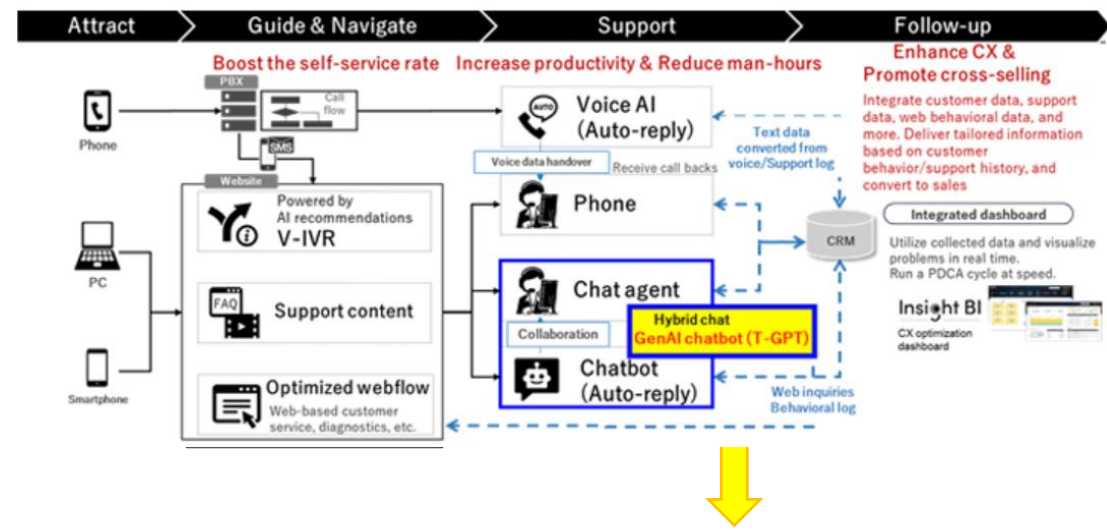 Attract
Guide & Navigate
Support
Follow-up
Boost the self-service rate
Increase productivity & Reduce man-hours
Enhance CX &
Promote cross-selling
PBX
Call
flow
Phone
SMS
AUTO
Voice AI
(Auto-reply)
Text data
converted from
voice/Support log
Integrate customer data, support
data, web behavioral data, and
more. Deliver tailored information
based on customer
behavior/support history, and
convert to sales
Voice data handover
Receive call backs
Website
Powered by
AI recommendations
V-IVR
Phone
CRM
Integrated dashboard
Utilize collected data and visualize
problems in real time.
Run a PDCA cycle at speed.
PC
FAQ
Support content
Chat agent
Collaboration
Hybrid chat
GenAI chatbot (T-GPT)
Insight BI
CX optimization
dashboard
Smartphone
Optimized webflow
Web-based customer
service, diagnostics, etc.
Chatbot
(Auto-reply)
Web inquiries
Behavioral log